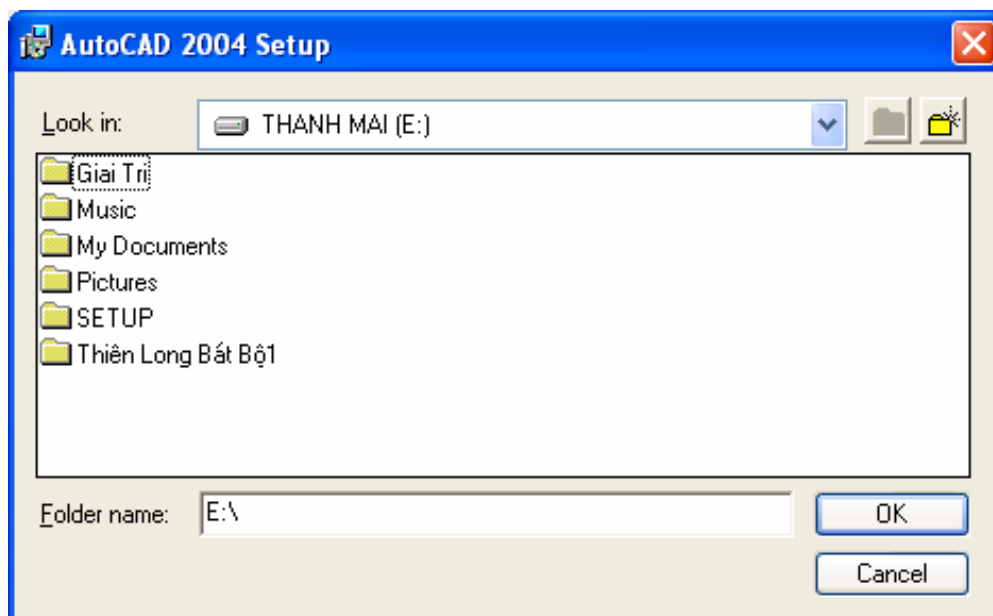 AutoCAD 2004 Setup
Look in: THANH MAI (E:)
Giai Tri
Music
My Documents
Pictures
SETUP
Thiên Long Bát Bộ1
Folder name: E:\ OK
Cancel